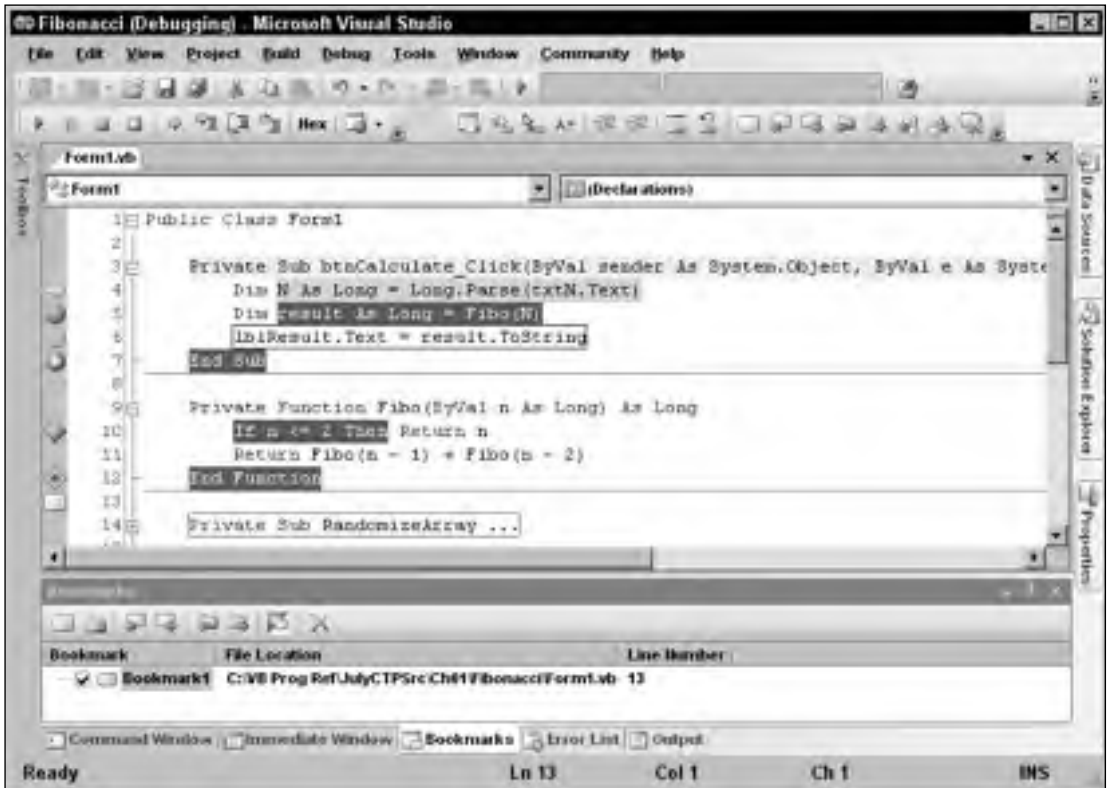 Fibonacci (Debugging) - Microsoft Visual Studio
File Edit View Project Build Debug Tools Window Community Help
Hex
Toolbox
Form1.vb
Form1 (Declarations)
1 Public Class Form1
2
3 Private Sub btnCalculate_Click(ByVal sender As System.Object, ByVal e As Syste
4 Dim N As Long = Long.Parse(txtN.Text)
5 Dim result As Long = Fibo(N)
6 lblResult.Text = result.ToString
7 End Sub
8
9 Private Function Fibo(ByVal n As Long) As Long
10 If n <= 2 Then Return n
11 Return Fibo(n - 1) + Fibo(n - 2)
12 End Function
13
14 Private Sub RandomizeArray ...
Data Sources
Solution Explorer
Properties
Bookmarks
Bookmark File Location Line Number
Bookmark1 C:\VB Prog Ref\JulyCTPSrc\Ch01\Fibonacci\Form1.vb 13
Command Window Immediate Window Bookmarks Error List Output
Ready Ln 13 Col 1 Ch 1 INS